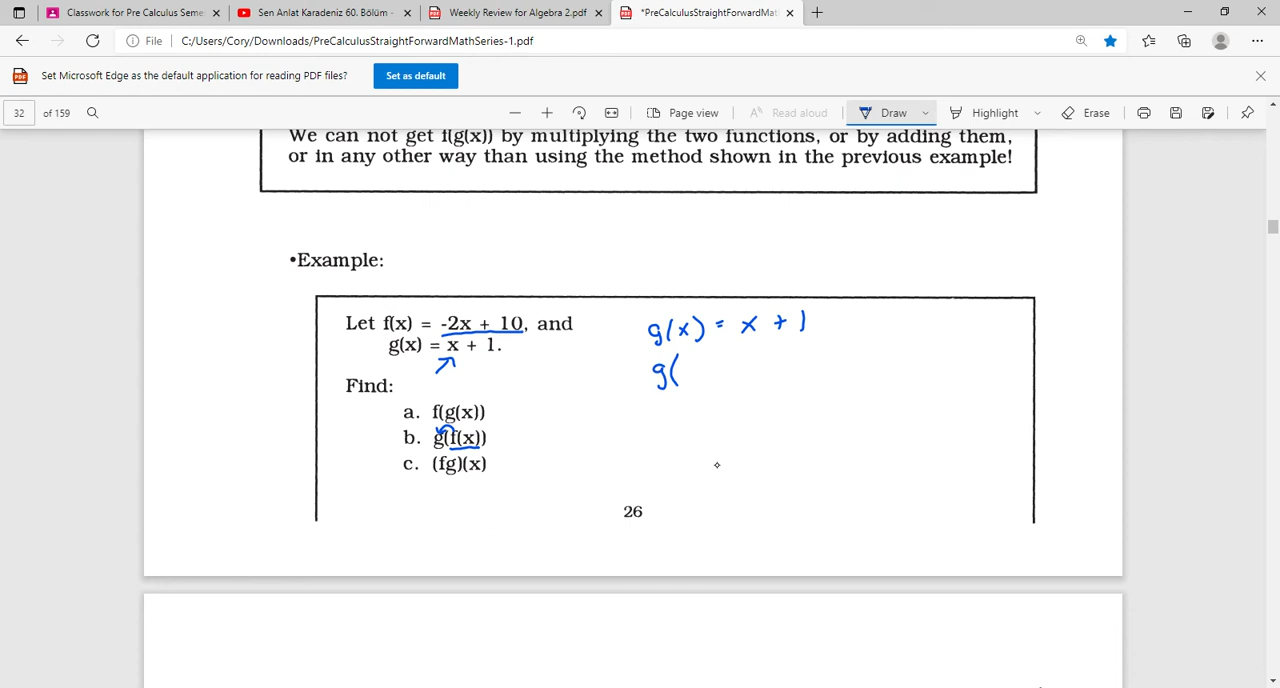 Classwork for Pre Calculus Seme
Sen Anlat Karadeniz 60. Bölüm -
Weekly Review for Algebra 2.pdf
*PreCalculusStraightForwardMat
File C:/Users/Cory/Downloads/PreCalculusStraightForwardMathSeries-1.pdf
Set Microsoft Edge as the default application for reading PDF files? Set as default
32 of 159 Page view Read aloud Draw Highlight Erase
We can not get f(g(x)) by multiplying the two functions, or by adding them,
or in any other way than using the method shown in the previous example!
•Example:
Let f(x) = -2x + 10, and
g(x) = x + 1.
g(x) = x + 1
g(
Find:
a. f(g(x))
b. g(f(x))
c. (fg)(x)
26